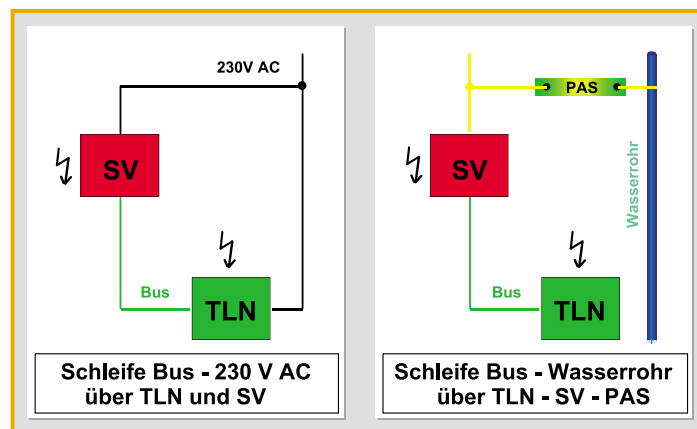 230V AC
SV
Bus
TLN
Schleife Bus - 230 V AC
über TLN und SV
PAS
SV
Wasserrohr
Bus
TLN
Schleife Bus - Wasserrohr
über TLN - SV - PAS